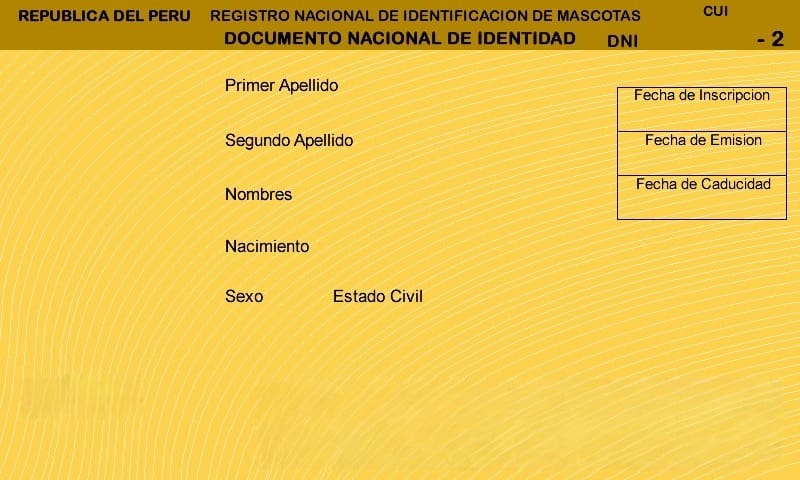 REPUBLICA DEL PERU REGISTRO NACIONAL DE IDENTIFICACION DE MASCOTAS CUI
DOCUMENTO NACIONAL DE IDENTIDAD DNI - 2
Primer Apellido
Fecha de Inscripcion
Segundo Apellido
Fecha de Emision
Nombres
Fecha de Caducidad
Nacimiento
Sexo Estado Civil